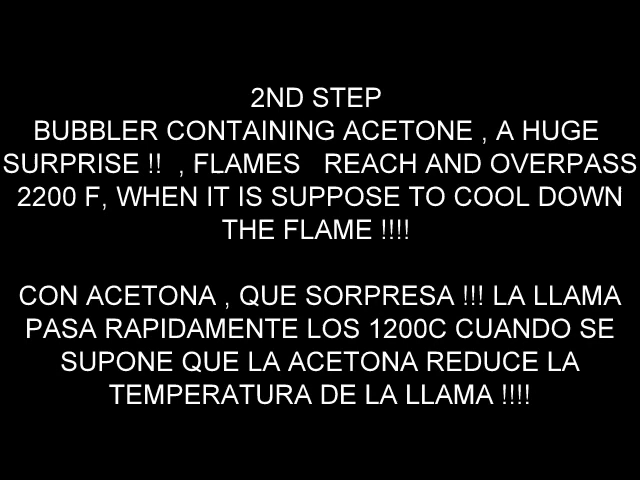 2ND STEP
BUBBLER CONTAINING ACETONE , A HUGE
SURPRISE !!  , FLAMES   REACH AND OVERPASS
2200 F, WHEN IT IS SUPPOSE TO COOL DOWN
THE FLAME !!!!
CON ACETONA , QUE SORPRESA !!! LA LLAMA
PASA RAPIDAMENTE LOS 1200C CUANDO SE
SUPONE QUE LA ACETONA REDUCE LA
TEMPERATURA DE LA LLAMA !!!!